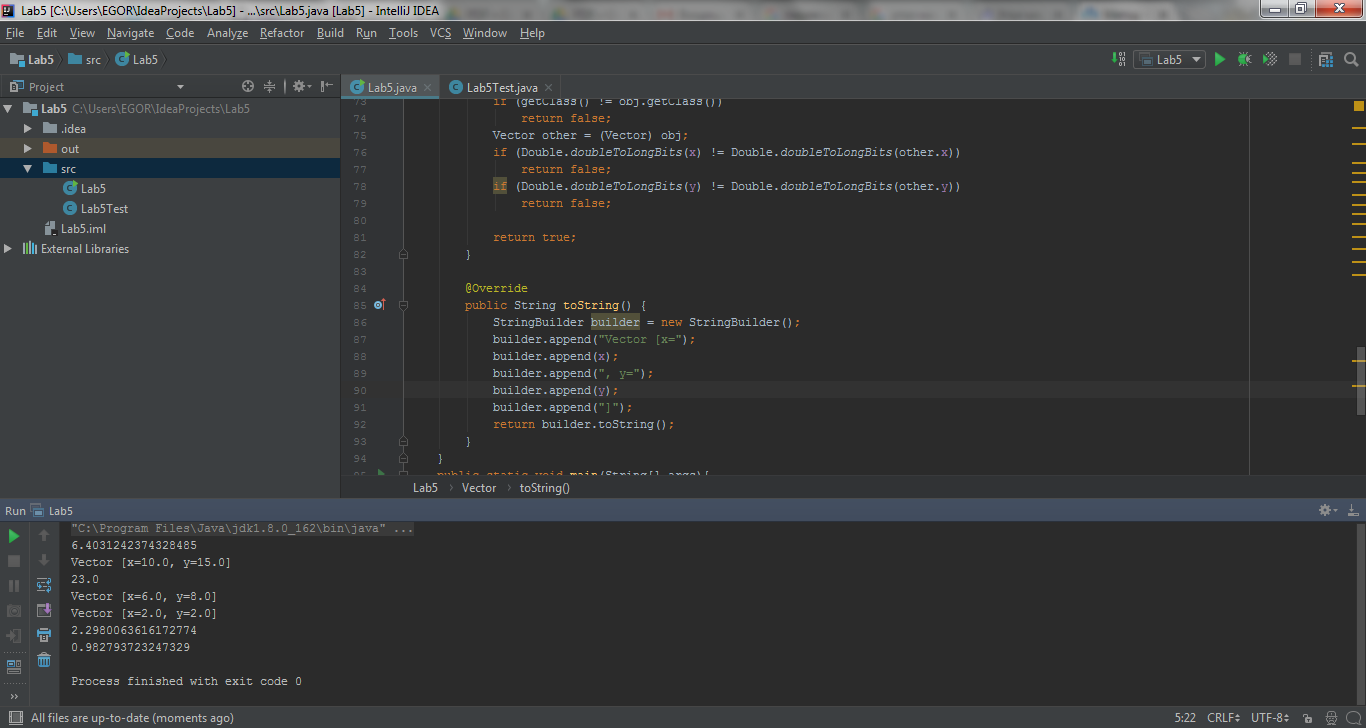 Lab5 [C:\Users\EGOR\IdeaProjects\Lab5] - ...\src\Lab5.java [Lab5] - IntelliJ IDEA
File Edit View Navigate Code Analyze Refactor Build Run Tools VCS Window Help
Lab5 src Lab5 Lab5
Project
Lab5.java Lab5Test.java
Lab5 C:\Users\EGOR\IdeaProjects\Lab5
.idea
out
src
Lab5
Lab5Test
Lab5.iml
External Libraries
73 if (getClass() != obj.getClass())
74 return false;
75 Vector other = (Vector) obj;
76 if (Double.doubleToLongBits(x) != Double.doubleToLongBits(other.x))
77 return false;
78 if (Double.doubleToLongBits(y) != Double.doubleToLongBits(other.y))
79 return false;
80
81 return true;
82 }
83
84 @Override
85 public String toString() {
86 StringBuilder builder = new StringBuilder();
87 builder.append("Vector [x=");
88 builder.append(x);
89 builder.append(", y=");
90 builder.append(y);
91 builder.append("]");
92 return builder.toString();
93 }
94 }
95 public static void main(String[] args){
Lab5 Vector toString()
Run Lab5
"C:\Program Files\Java\jdk1.8.0_162\bin\java" ...
6.4031242374328485
Vector [x=10.0, y=15.0]
23.0
Vector [x=6.0, y=8.0]
Vector [x=2.0, y=2.0]
2.2980063616172774
0.982793723247329
Process finished with exit code 0
All files are up-to-date (moments ago) 5:22 CRLF UTF-8